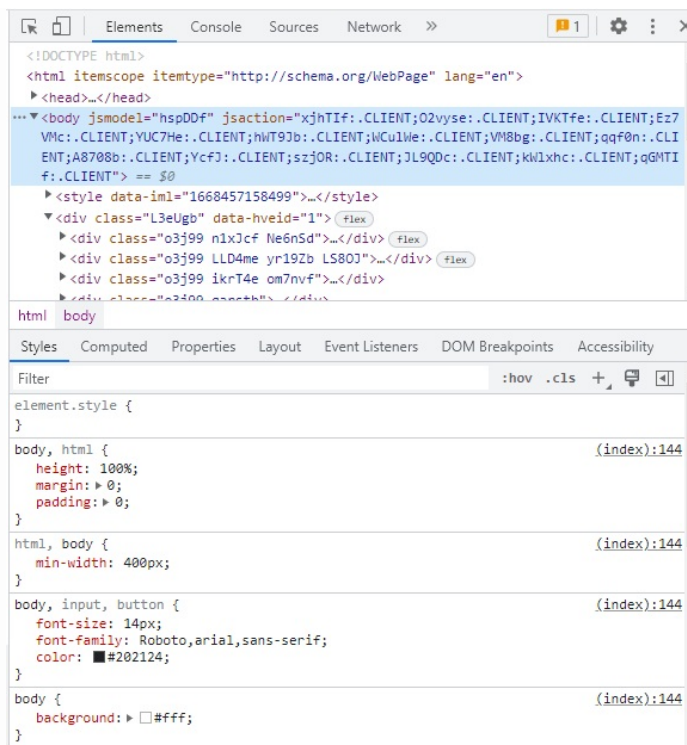 Elements Console Sources Network » 1
<!DOCTYPE html>
<html itemscope itemtype="http://schema.org/WebPage" lang="en">
<head>…</head>
<body jsmodel="hspDDf" jsaction="xjhTIf:.CLIENT;O2vyse:.CLIENT;IVKTfe:.CLIENT;Ez7
VMc:.CLIENT;YUC7He:.CLIENT;hWT9Jb:.CLIENT;WCulWe:.CLIENT;VM8bg:.CLIENT;qqf0n:.CLI
ENT;A8708b:.CLIENT;YcfJ:.CLIENT;szjOR:.CLIENT;JL9QDc:.CLIENT;kWlxhc:.CLIENT;qGMTI
f:.CLIENT"> == $0
<style data-iml="1668457158499">…</style>
<div class="L3eUgb" data-hveid="1"> flex
<div class="o3j99 n1xJcf Ne6nSd">…</div> flex
<div class="o3j99 LLD4me yr19Zb LS8OJ">…</div> flex
<div class="o3j99 ikrT4e om7nvf">…</div>
<div class="o3j99 qarstb">…</div>
html body
Styles Computed Properties Layout Event Listeners DOM Breakpoints Accessibility
Filter :hov .cls +
element.style {
}
body, html { (index):144
height: 100%;
margin: 0;
padding: 0;
}
html, body { (index):144
min-width: 400px;
}
body, input, button { (index):144
font-size: 14px;
font-family: Roboto,arial,sans-serif;
color: #202124;
}
body { (index):144
background: #fff;
}